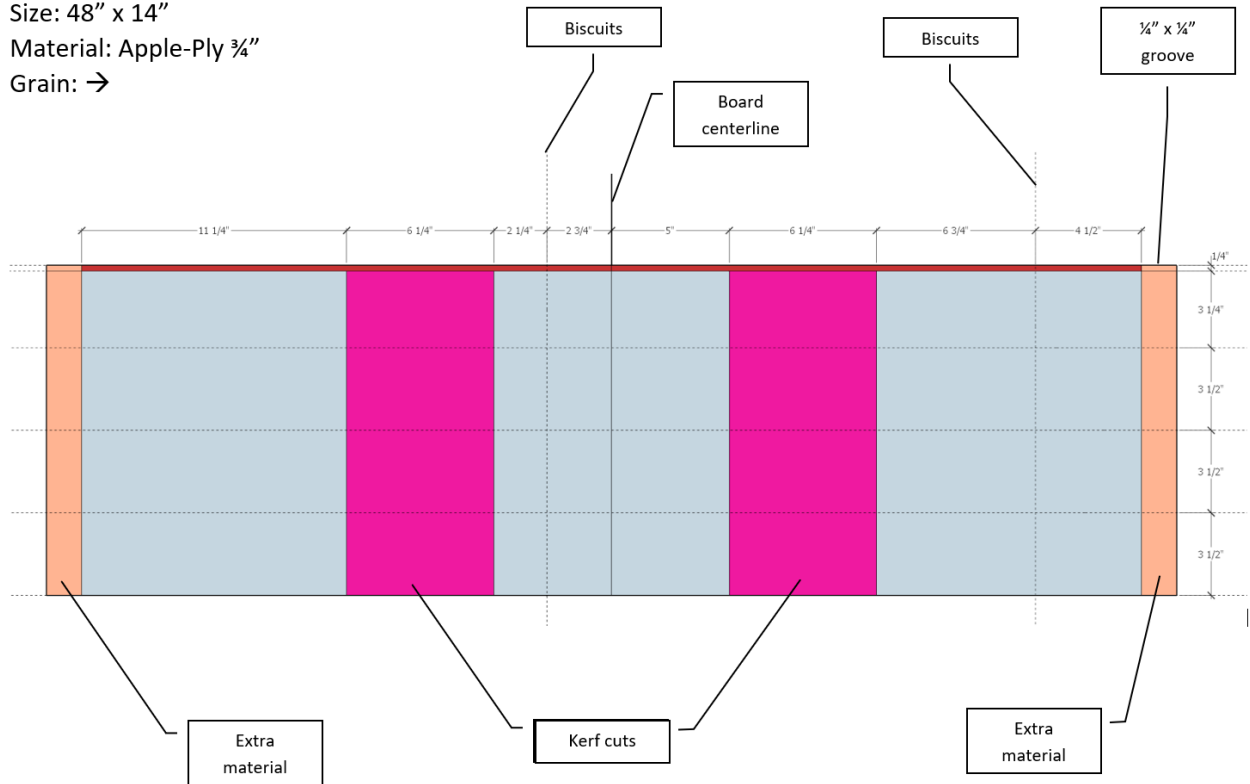 Size: 48” x 14”
Material: Apple-Ply ¾”
Grain: →
Biscuits
Biscuits
¼” x ¼”
groove
Board
centerline
11 1/4"
6 1/4"
2 1/4"
2 3/4"
5"
6 1/4"
6 3/4"
4 1/2"
1/4"
3 1/4"
3 1/2"
3 1/2"
3 1/2"
Extra
material
Kerf cuts
Extra
material